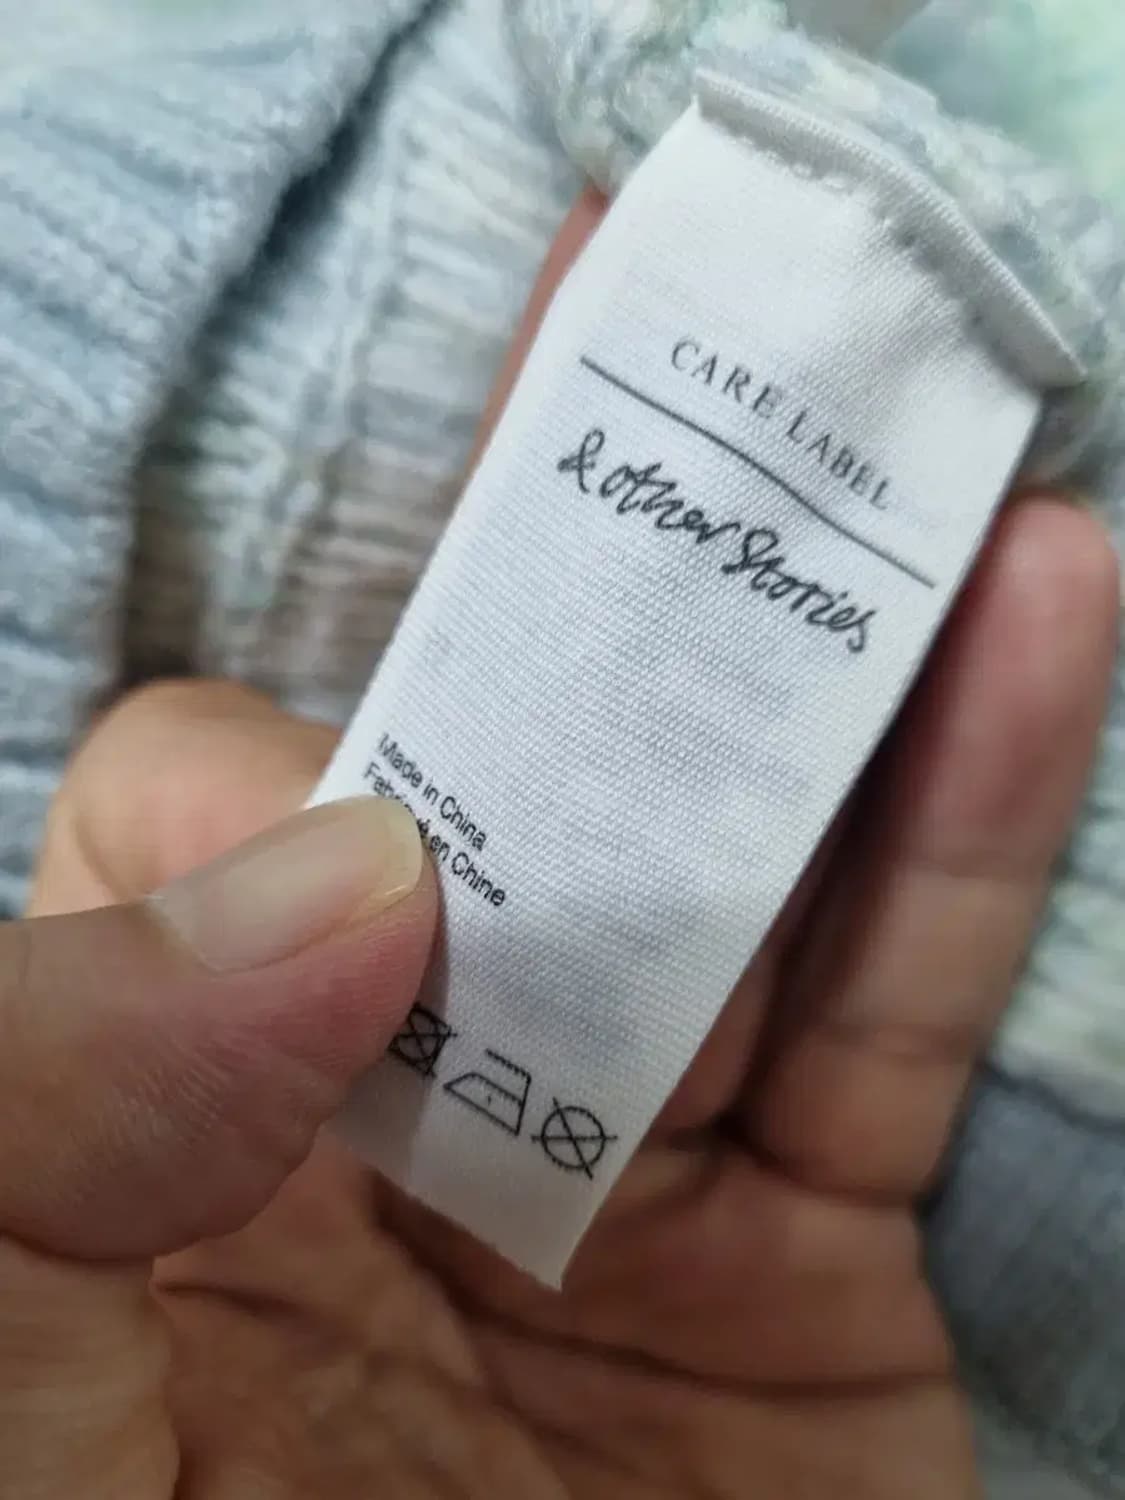 CARE LABEL
& other Stories
Made in China
en Chine